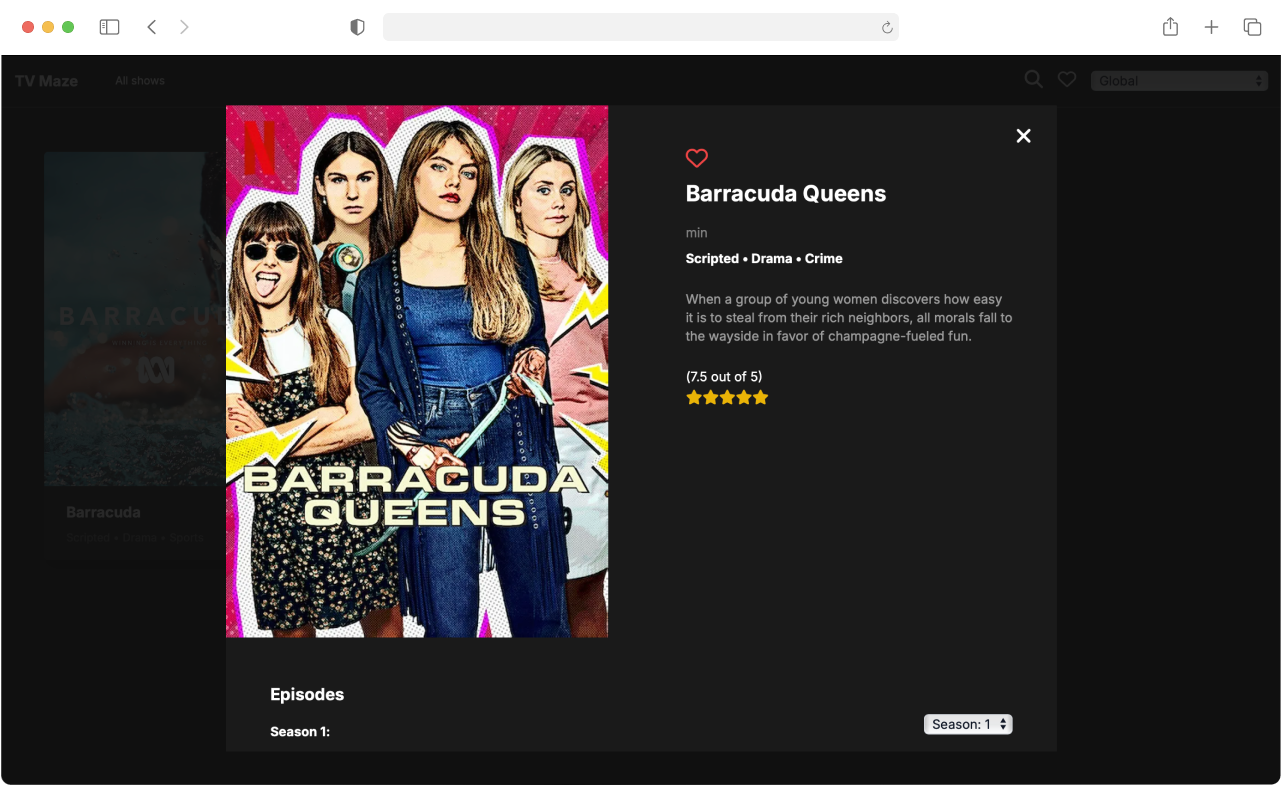 TV Maze
All shows
Global
BARRACUD
Barracuda
Scripted • Drama • Sports
N
BARRACUDA
QUEENS
Barracuda Queens
min
Scripted • Drama • Crime
When a group of young women discovers how easy
it is to steal from their rich neighbors, all morals fall to
the wayside in favor of champagne-fueled fun.
(7.5 out of 5)
Episodes
Season 1:
Season: 1